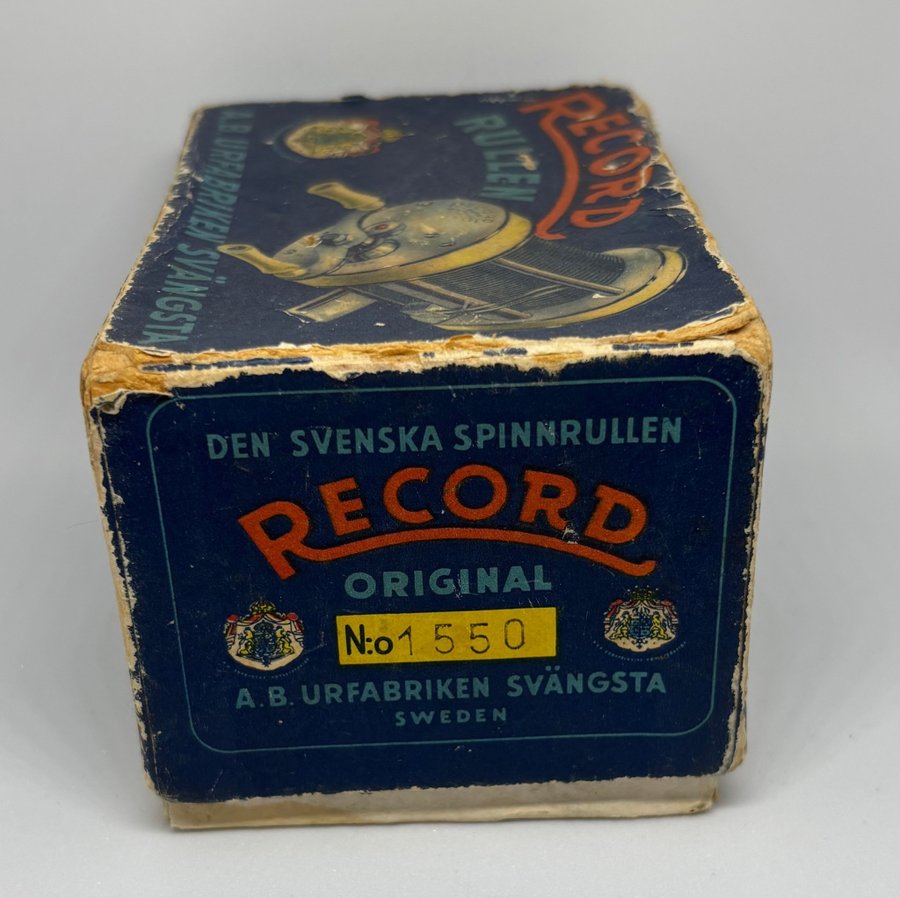 RECORD
RULLEN
A.B. URFABRIKEN SVÄNGSTA
DEN SVENSKA SPINNRULLEN
RECORD
ORIGINAL
N:o 1550
A.B. URFABRIKEN SVÄNGSTA
SWEDEN